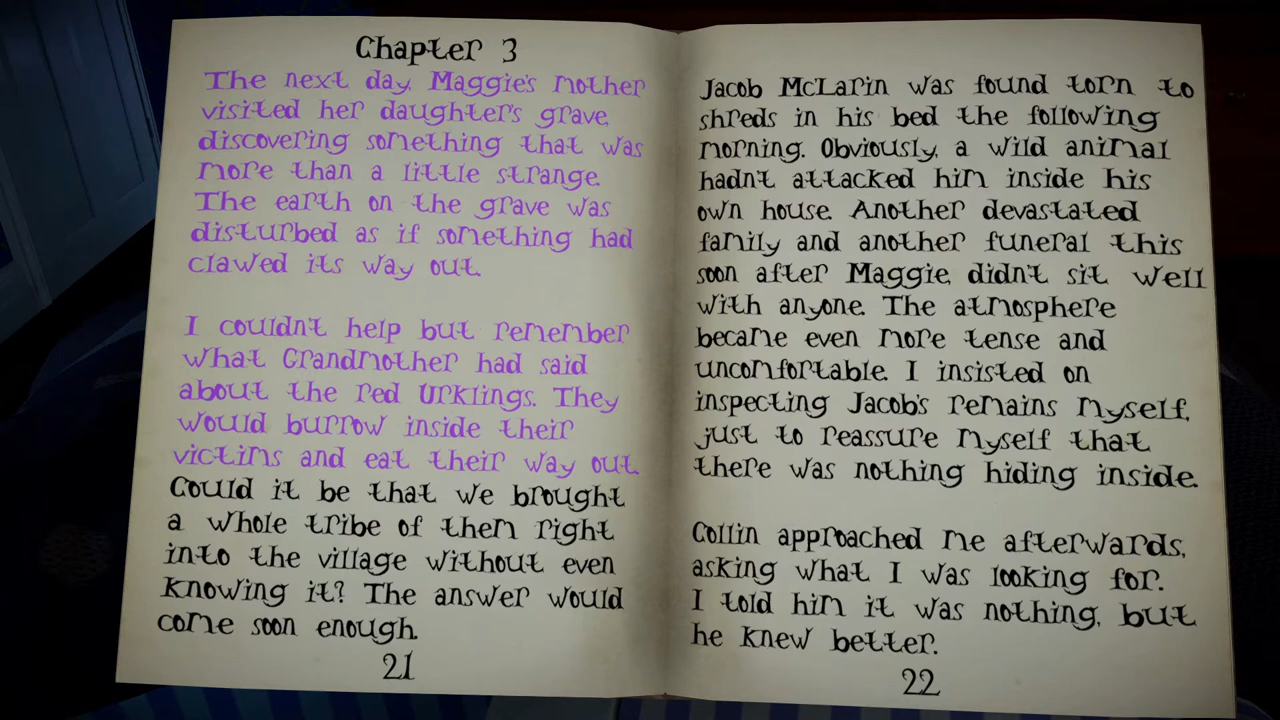 Chapter 3
The next day, Maggie's mother
visited her daughter's grave,
discovering something that was
more than a little strange.
The earth on the grave was
disturbed as if something had
clawed its way out.
I couldn't help but remember
what Grandmother had said
about the red Urklings. They
would burrow inside their
victims and eat their way out.
Could it be that we brought
a whole tribe of them right
into the village without even
knowing it? The answer would
come soon enough.
21
Jacob McLarin was found torn to
shreds in his bed the following
morning. Obviously, a wild animal
hadn't attacked him inside his
own house. Another devastated
family and another funeral this
soon after Maggie, didn't sit well
with anyone. The atmosphere
became even more tense and
uncomfortable. I insisted on
inspecting Jacob's remains myself,
just to reassure myself that
there was nothing hiding inside.
Collin approached me afterwards,
asking what I was looking for.
I told him it was nothing, but
he knew better.
22